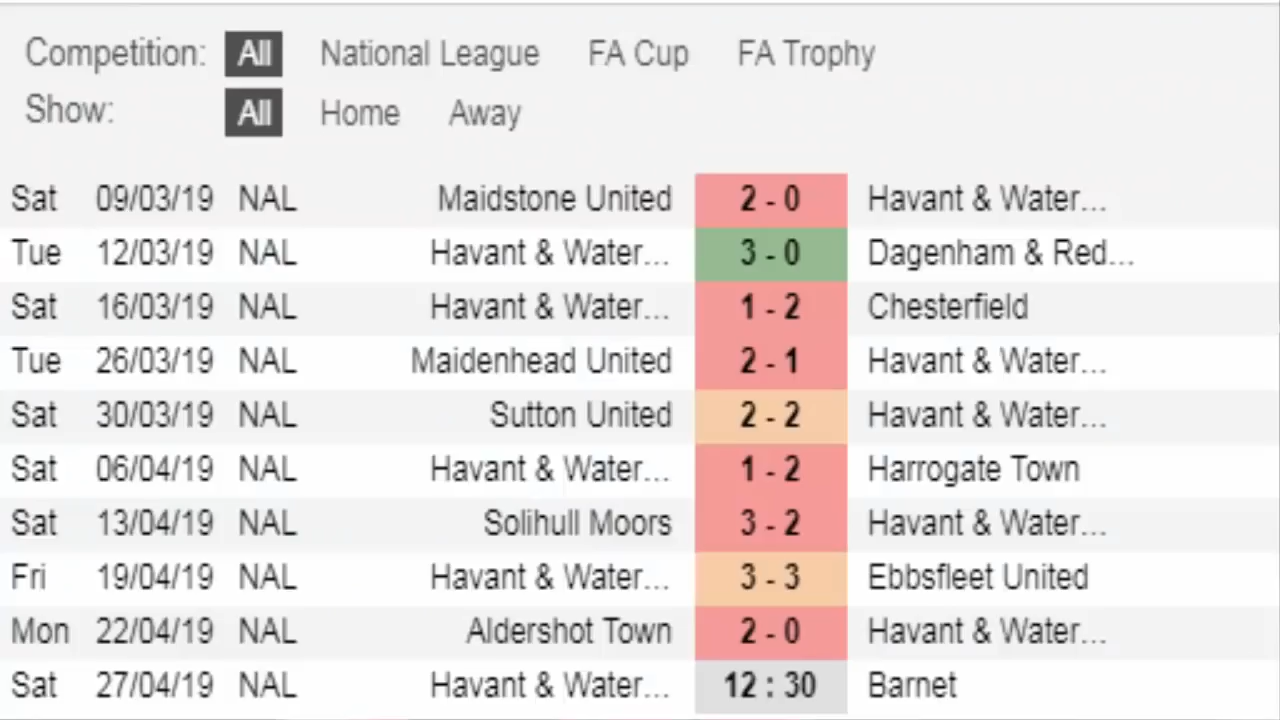 Competition: All National League FA Cup FA Trophy
Show: All Home Away
Sat 09/03/19 NAL Maidstone United 2 - 0 Havant & Water...
Tue 12/03/19 NAL Havant & Water... 3 - 0 Dagenham & Red...
Sat 16/03/19 NAL Havant & Water... 1 - 2 Chesterfield
Tue 26/03/19 NAL Maidenhead United 2 - 1 Havant & Water...
Sat 30/03/19 NAL Sutton United 2 - 2 Havant & Water...
Sat 06/04/19 NAL Havant & Water... 1 - 2 Harrogate Town
Sat 13/04/19 NAL Solihull Moors 3 - 2 Havant & Water...
Fri 19/04/19 NAL Havant & Water... 3 - 3 Ebbsfleet United
Mon 22/04/19 NAL Aldershot Town 2 - 0 Havant & Water...
Sat 27/04/19 NAL Havant & Water... 12 : 30 Barnet